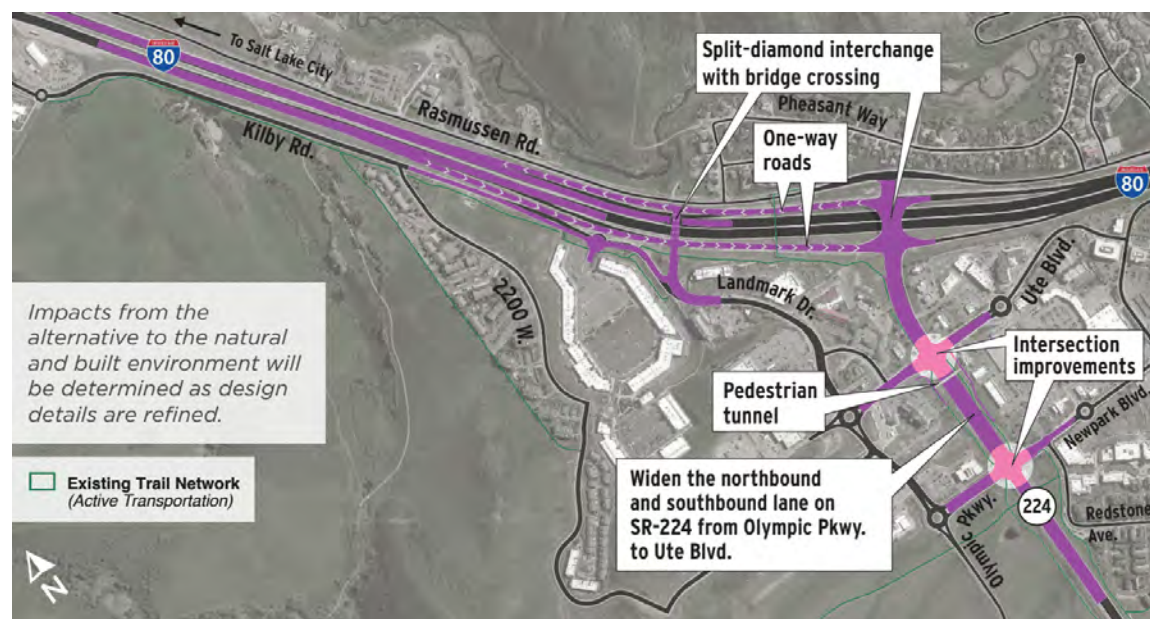 INTERSTATE
80
To Salt Lake City
Rasmussen Rd.
Kilby Rd.
Split-diamond interchange
with bridge crossing
Pheasant Way
One-way
roads
INTERSTATE
80
Ute Blvd.
Landmark Dr.
2200 W.
Impacts from the
alternative to the natural
and built environment will
be determined as design
details are refined.
Intersection
improvements
Pedestrian
tunnel
Newpark Blvd.
Widen the northbound
and southbound lane on
SR-224 from Olympic Pkwy.
to Ute Blvd.
Existing Trail Network
(Active Transportation)
224
Redstone
Ave.
Olympic Pkwy.
N